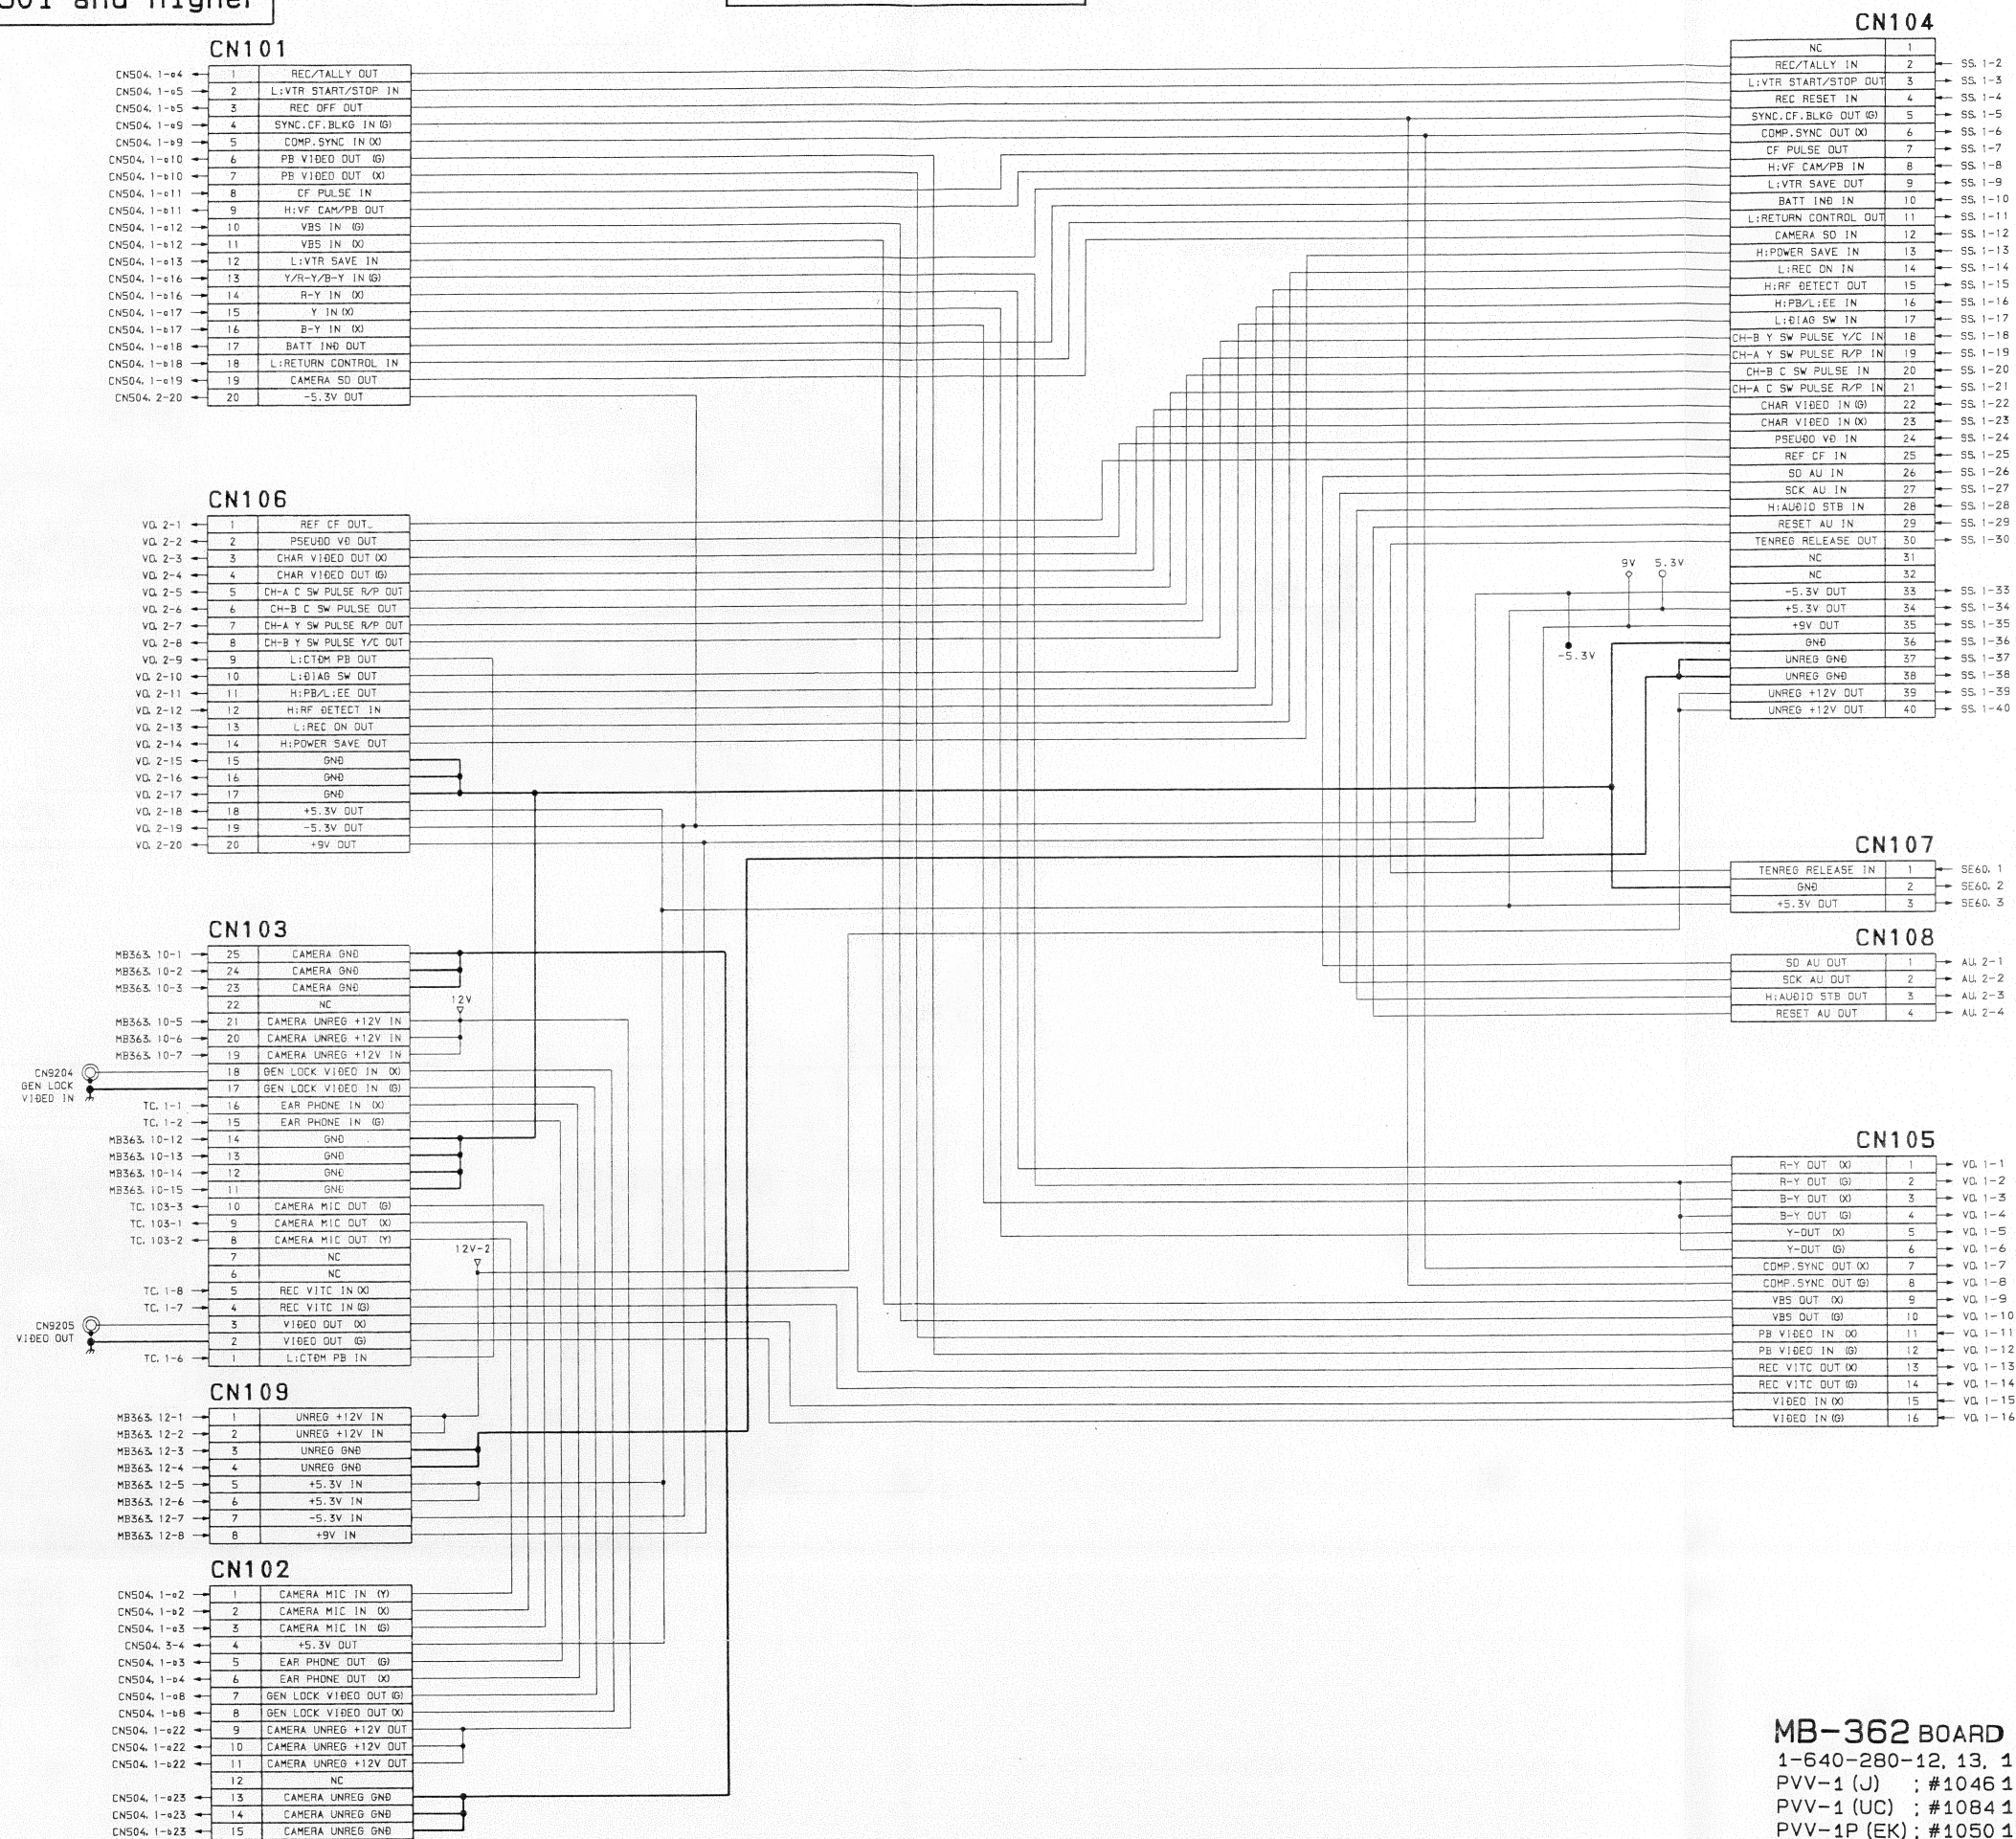 501 and Higher
CN101
CN504. 1-a4 1 REC/TALLY OUT
CN504. 1-a5 2 L:VTR START/STOP IN
CN504. 1-b5 3 REC OFF OUT
CN504. 1-a9 4 SYNC.CF.BLKG IN (G)
CN504. 1-b9 5 COMP.SYNC IN (X)
CN504. 1-a10 6 PB VIDEO OUT (G)
CN504. 1-b10 7 PB VIDEO OUT (X)
CN504. 1-a11 8 CF PULSE IN
CN504. 1-b11 9 H:VF CAM/PB OUT
CN504. 1-a12 10 VBS IN (G)
CN504. 1-b12 11 VBS IN (X)
CN504. 1-a13 12 L:VTR SAVE IN
CN504. 1-a16 13 Y/R-Y/B-Y IN (G)
CN504. 1-b16 14 R-Y IN (X)
CN504. 1-a17 15 Y IN (X)
CN504. 1-b17 16 B-Y IN (X)
CN504. 1-a18 17 BATT IND OUT
CN504. 1-b18 18 L:RETURN CONTROL IN
CN504. 1-a19 19 CAMERA SO OUT
CN504. 2-20 20 -5.3V OUT
CN106
VO. 2-1 1 REF CF OUT
VO. 2-2 2 PSEUDO VD OUT
VO. 2-3 3 CHAR VIDEO OUT (X)
VO. 2-4 4 CHAR VIDEO OUT (G)
VO. 2-5 5 CH-A C SW PULSE R/P OUT
VO. 2-6 6 CH-B C SW PULSE OUT
VO. 2-7 7 CH-A Y SW PULSE R/P OUT
VO. 2-8 8 CH-B Y SW PULSE Y/C OUT
VO. 2-9 9 L:CTDM PB OUT
VO. 2-10 10 L:DIAG SW OUT
VO. 2-11 11 H:PB/L:EE OUT
VO. 2-12 12 H:RF DETECT IN
VO. 2-13 13 L:REC ON OUT
VO. 2-14 14 H:POWER SAVE OUT
VO. 2-15 15 GND
VO. 2-16 16 GND
VO. 2-17 17 GND
VO. 2-18 18 +5.3V OUT
VO. 2-19 19 -5.3V OUT
VO. 2-20 20 +9V OUT
CN103
MB363. 10-1 25 CAMERA GND
MB363. 10-2 24 CAMERA GND
MB363. 10-3 23 CAMERA GND
22 NC
12V
MB363. 10-5 21 CAMERA UNREG +12V IN
MB363. 10-6 20 CAMERA UNREG +12V IN
MB363. 10-7 19 CAMERA UNREG +12V IN
CN9204
GEN LOCK
VIDEO IN
18 GEN LOCK VIDEO IN (X)
17 GEN LOCK VIDEO IN (G)
TC. 1-1 16 EAR PHONE IN (X)
TC. 1-2 15 EAR PHONE IN (G)
MB363. 10-12 14 GND
MB363. 10-13 13 GND
MB363. 10-14 12 GND
MB363. 10-15 11 GND
TC. 103-3 10 CAMERA MIC OUT (G)
TC. 103-1 9 CAMERA MIC OUT (X)
TC. 103-2 8 CAMERA MIC OUT (Y)
7 NC
12V-2
6 NC
TC. 1-8 5 REC VITC IN (X)
TC. 1-7 4 REC VITC IN (G)
CN9205
VIDEO OUT
3 VIDEO OUT (X)
2 VIDEO OUT (G)
TC. 1-6 1 L:CTDM PB IN
CN109
MB363. 12-1 1 UNREG +12V IN
MB363. 12-2 2 UNREG +12V IN
MB363. 12-3 3 UNREG GND
MB363. 12-4 4 UNREG GND
MB363. 12-5 5 +5.3V IN
MB363. 12-6 6 +5.3V IN
MB363. 12-7 7 -5.3V IN
MB363. 12-8 8 +9V IN
CN102
CN504. 1-a2 1 CAMERA MIC IN (Y)
CN504. 1-b2 2 CAMERA MIC IN (X)
CN504. 1-a3 3 CAMERA MIC IN (G)
CN504. 3-4 4 +5.3V OUT
CN504. 1-b3 5 EAR PHONE OUT (G)
CN504. 1-b4 6 EAR PHONE OUT (X)
CN504. 1-a8 7 GEN LOCK VIDEO OUT (G)
CN504. 1-b8 8 GEN LOCK VIDEO OUT (X)
CN504. 1-a22 9 CAMERA UNREG +12V OUT
CN504. 1-a22 10 CAMERA UNREG +12V OUT
CN504. 1-b22 11 CAMERA UNREG +12V OUT
12 NC
CN504. 1-a23 13 CAMERA UNREG GND
CN504. 1-a23 14 CAMERA UNREG GND
CN504. 1-b23 15 CAMERA UNREG GND
CN104
NC 1
REC/TALLY IN 2 SS. 1-2
L:VTR START/STOP OUT 3 SS. 1-3
REC RESET IN 4 SS. 1-4
SYNC.CF.BLKG OUT (G) 5 SS. 1-5
COMP.SYNC OUT (X) 6 SS. 1-6
CF PULSE OUT 7 SS. 1-7
H:VF CAM/PB IN 8 SS. 1-8
L:VTR SAVE OUT 9 SS. 1-9
BATT IND IN 10 SS. 1-10
L:RETURN CONTROL OUT 11 SS. 1-11
CAMERA SO IN 12 SS. 1-12
H:POWER SAVE IN 13 SS. 1-13
L:REC ON IN 14 SS. 1-14
H:RF DETECT OUT 15 SS. 1-15
H:PB/L:EE IN 16 SS. 1-16
L:DIAG SW IN 17 SS. 1-17
CH-B Y SW PULSE Y/C IN 18 SS. 1-18
CH-A Y SW PULSE R/P IN 19 SS. 1-19
CH-B C SW PULSE IN 20 SS. 1-20
CH-A C SW PULSE R/P IN 21 SS. 1-21
CHAR VIDEO IN (G) 22 SS. 1-22
CHAR VIDEO IN (X) 23 SS. 1-23
PSEUDO VD IN 24 SS. 1-24
REF CF IN 25 SS. 1-25
SO AU IN 26 SS. 1-26
SCK AU IN 27 SS. 1-27
H:AUDIO STB IN 28 SS. 1-28
RESET AU IN 29 SS. 1-29
TENREG RELEASE OUT 30 SS. 1-30
NC 31
9V 5.3V
NC 32
-5.3V OUT 33 SS. 1-33
+5.3V OUT 34 SS. 1-34
+9V OUT 35 SS. 1-35
GND 36 SS. 1-36
-5.3V
UNREG GND 37 SS. 1-37
UNREG GND 38 SS. 1-38
UNREG +12V OUT 39 SS. 1-39
UNREG +12V OUT 40 SS. 1-40
CN107
TENREG RELEASE IN 1 SE60. 1
GND 2 SE60. 2
+5.3V OUT 3 SE60. 3
CN108
SO AU OUT 1 AU. 2-1
SCK AU OUT 2 AU. 2-2
H:AUDIO STB OUT 3 AU. 2-3
RESET AU OUT 4 AU. 2-4
CN105
R-Y OUT (X) 1 VO. 1-1
R-Y OUT (G) 2 VO. 1-2
B-Y OUT (X) 3 VO. 1-3
B-Y OUT (G) 4 VO. 1-4
Y-OUT (X) 5 VO. 1-5
Y-OUT (G) 6 VO. 1-6
COMP.SYNC OUT (X) 7 VO. 1-7
COMP.SYNC OUT (G) 8 VO. 1-8
VBS OUT (X) 9 VO. 1-9
VBS OUT (G) 10 VO. 1-10
PB VIDEO IN (X) 11 VO. 1-11
PB VIDEO IN (G) 12 VO. 1-12
REC VITC OUT (X) 13 VO. 1-13
REC VITC OUT (G) 14 VO. 1-14
VIDEO IN (X) 15 VO. 1-15
VIDEO IN (G) 16 VO. 1-16
MB-362 BOARD
1-640-280-12, 13, 1
PVV-1 (J) ; #10461
PVV-1 (UC) ; #10841
PVV-1P (EK) ; #10501